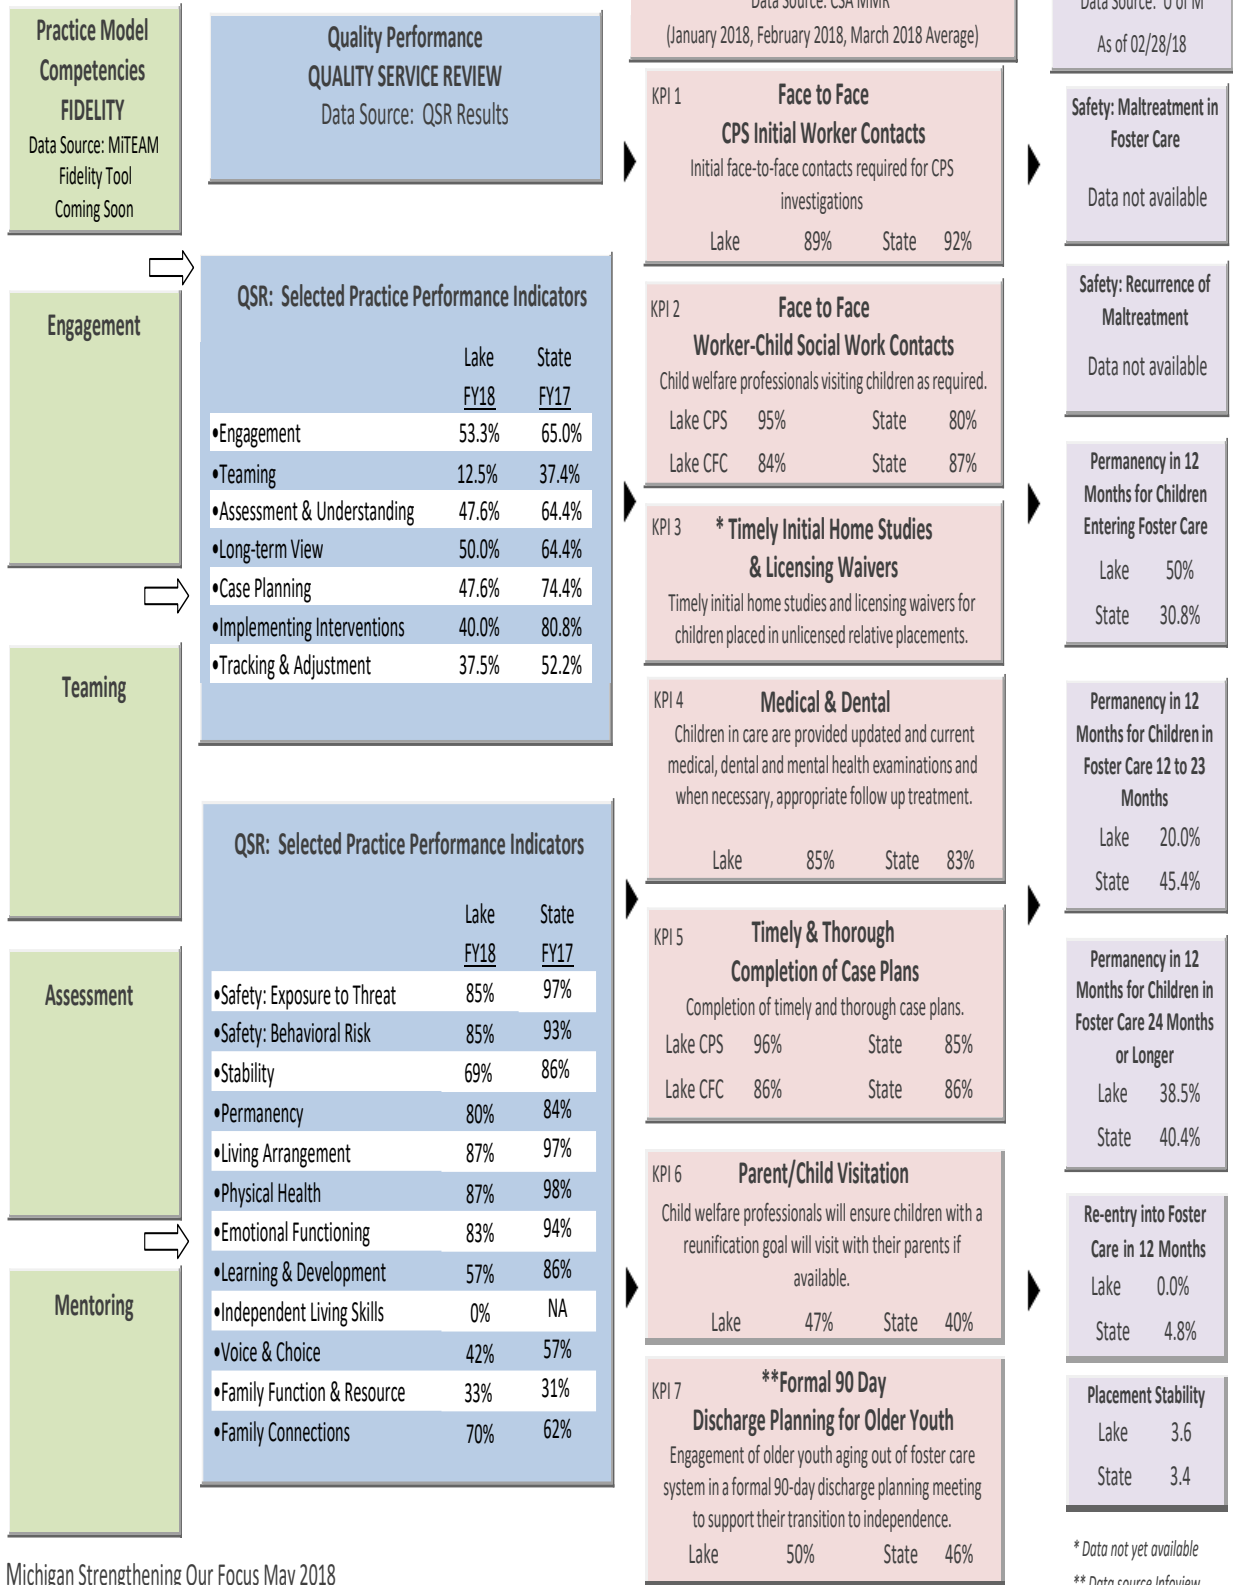 Practice Model
Competencies
FIDELITY
Data Source: MiTEAM
Fidelity Tool
Coming Soon
Engagement
Teaming
Assessment
Mentoring
Quality Performance
QUALITY SERVICE REVIEW
Data Source: QSR Results
QSR: Selected Practice Performance Indicators
Lake State
FY18 FY17
•Engagement 53.3% 65.0%
•Teaming 12.5% 37.4%
•Assessment & Understanding 47.6% 64.4%
•Long-term View 50.0% 64.4%
•Case Planning 47.6% 74.4%
•Implementing Interventions 40.0% 80.8%
•Tracking & Adjustment 37.5% 52.2%
QSR: Selected Practice Performance Indicators
Lake State
FY18 FY17
•Safety: Exposure to Threat 85% 97%
•Safety: Behavioral Risk 85% 93%
•Stability 69% 86%
•Permanency 80% 84%
•Living Arrangement 87% 97%
•Physical Health 87% 98%
•Emotional Functioning 83% 94%
•Learning & Development 57% 86%
•Independent Living Skills 0% NA
•Voice & Choice 42% 57%
•Family Function & Resource 33% 31%
•Family Connections 70% 62%
Data Source: CSA MMR
(January 2018, February 2018, March 2018 Average)
KPI 1 Face to Face
CPS Initial Worker Contacts
Initial face-to-face contacts required for CPS
investigations
Lake 89% State 92%
KPI 2 Face to Face
Worker-Child Social Work Contacts
Child welfare professionals visiting children as required.
Lake CPS 95% State 80%
Lake CFC 84% State 87%
KPI 3 * Timely Initial Home Studies
& Licensing Waivers
Timely initial home studies and licensing waivers for
children placed in unlicensed relative placements.
KPI 4 Medical & Dental
Children in care are provided updated and current
medical, dental and mental health examinations and
when necessary, appropriate follow up treatment.
Lake 85% State 83%
KPI 5 Timely & Thorough
Completion of Case Plans
Completion of timely and thorough case plans.
Lake CPS 96% State 85%
Lake CFC 86% State 86%
KPI 6 Parent/Child Visitation
Child welfare professionals will ensure children with a
reunification goal will visit with their parents if
available.
Lake 47% State 40%
KPI 7 **Formal 90 Day
Discharge Planning for Older Youth
Engagement of older youth aging out of foster care
system in a formal 90-day discharge planning meeting
to support their transition to independence.
Lake 50% State 46%
Data Source: U of M
As of 02/28/18
Safety: Maltreatment in
Foster Care
Data not available
Safety: Recurrence of
Maltreatment
Data not available
Permanency in 12
Months for Children
Entering Foster Care
Lake 50%
State 30.8%
Permanency in 12
Months for Children in
Foster Care 12 to 23
Months
Lake 20.0%
State 45.4%
Permanency in 12
Months for Children in
Foster Care 24 Months
or Longer
Lake 38.5%
State 40.4%
Re-entry into Foster
Care in 12 Months
Lake 0.0%
State 4.8%
Placement Stability
Lake 3.6
State 3.4
* Data not yet available
** Data source Infoview
Michigan Strengthening Our Focus May 2018